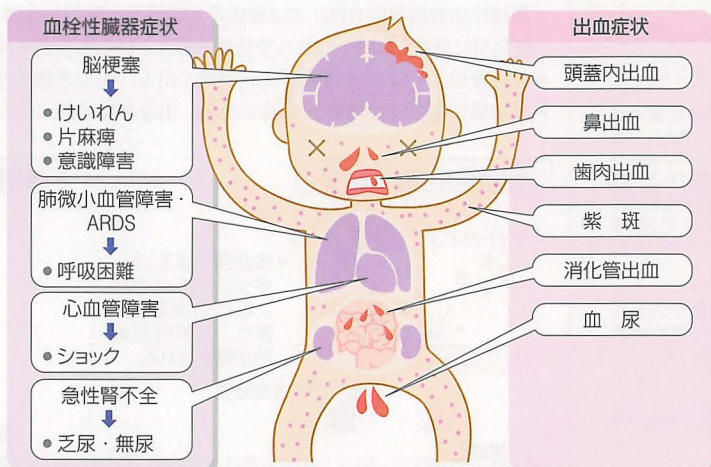 血栓性臓器症状
脳梗塞
けいれん
片麻痺
意識障害
肺微小血管障害・
ARDS
呼吸困難
心血管障害
ショック
急性腎不全
乏尿・無尿
出血症状
頭蓋内出血
鼻出血
歯肉出血
紫 斑
消化管出血
血 尿